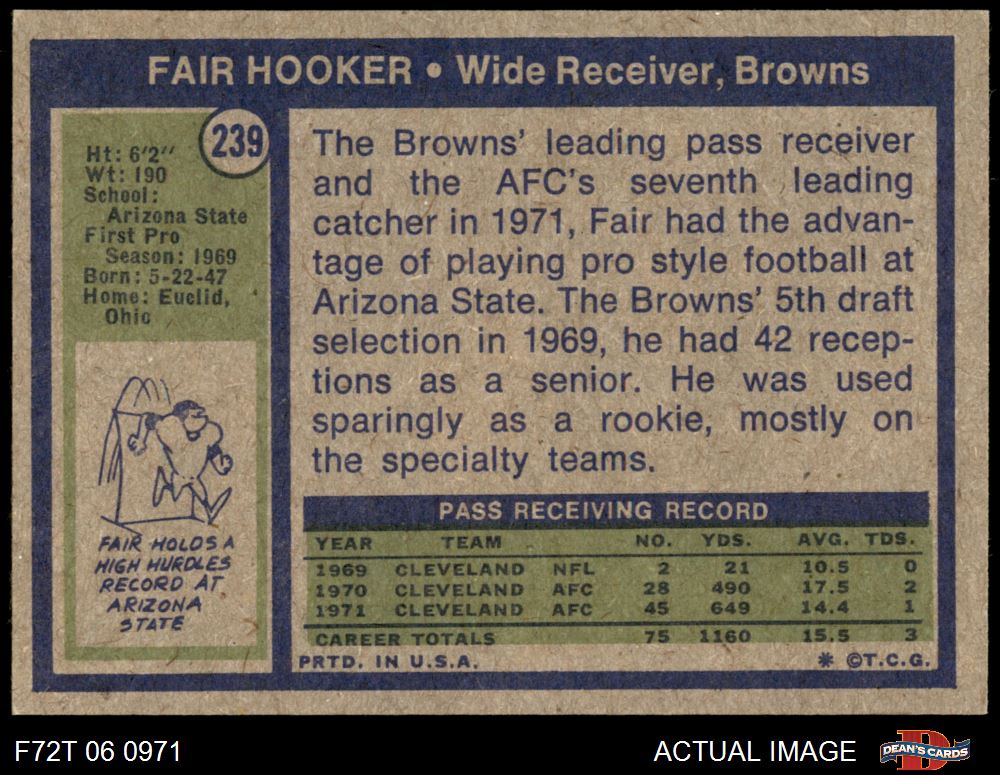 FAIR HOOKER • Wide Receiver, Browns
239
Ht: 6'2"
Wt: 190
School:
Arizona State
First Pro
Season: 1969
Born: 5-22-47
Home: Euclid,
Ohio
FAIR HOLDS A
HIGH HURDLES
RECORD AT
ARIZONA
STATE
The Browns' leading pass receiver
and the AFC's seventh leading
catcher in 1971, Fair had the advan-
tage of playing pro style football at
Arizona State. The Browns' 5th draft
selection in 1969, he had 42 recep-
tions as a senior. He was used
sparingly as a rookie, mostly on
the specialty teams.
PASS RECEIVING RECORD
YEAR TEAM NO. YDS. AVG. TDS.
1969 CLEVELAND NFL 2 21 10.5 0
1970 CLEVELAND AFC 28 490 17.5 2
1971 CLEVELAND AFC 45 649 14.4 1
CAREER TOTALS 75 1160 15.5 3
PRTD. IN U.S.A. * ©T.C.G.
F72T 06 0971 ACTUAL IMAGE DEAN'S CARDS